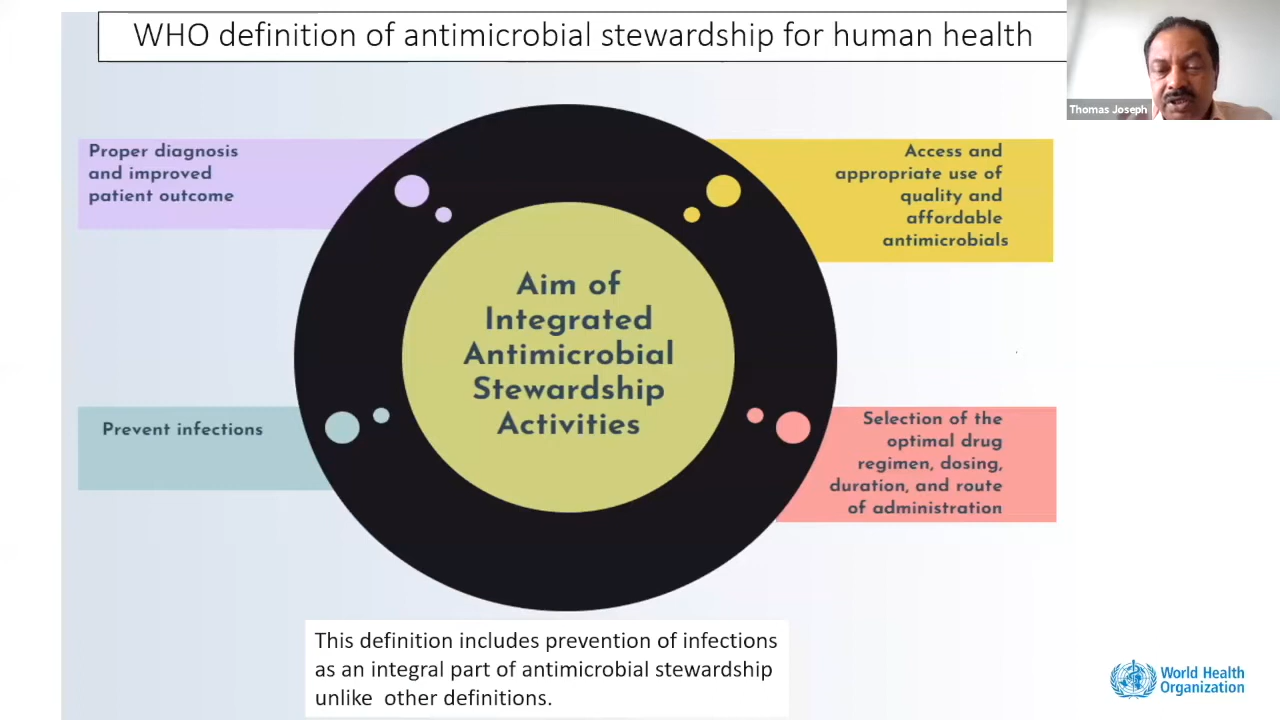 WHO definition of antimicrobial stewardship for human health
Thomas Joseph
Proper diagnosis
and improved
patient outcome
Access and
appropriate use of
quality and
affordable
antimicrobials
Aim of
Integrated
Antimicrobial
Stewardship
Activities
Prevent infections
Selection of the
optimal drug
regimen, dosing,
duration, and route
of administration
This definition includes prevention of infections
as an integral part of antimicrobial stewardship
unlike other definitions.
World Health
Organization